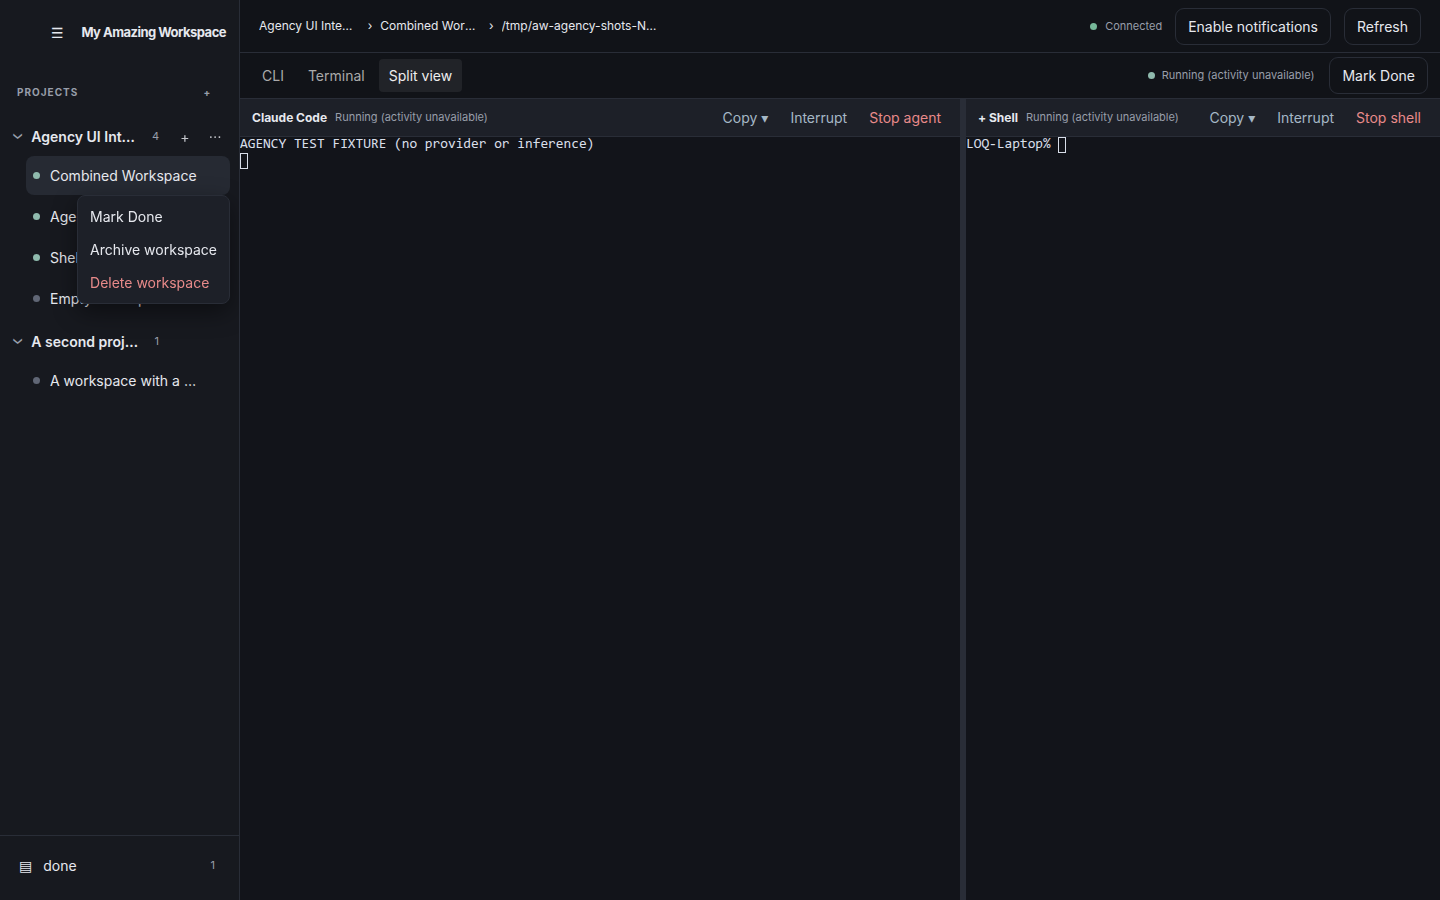 My Amazing Workspace
PROJECTS +
Agency UI Int... 4 + ...
Combined Workspace
Age
Mark Done
Archive workspace
Shel
Delete workspace
Emp
A second proj... 1
A workspace with a ...
done 1
Agency UI Inte... › Combined Wor... › /tmp/aw-agency-shots-N...
Connected Enable notifications Refresh
CLI Terminal Split view
Running (activity unavailable) Mark Done
Claude Code Running (activity unavailable) Copy ▾ Interrupt Stop agent
AGENCY TEST FIXTURE (no provider or inference)
+ Shell Running (activity unavailable) Copy ▾ Interrupt Stop shell
LOQ-Laptop%